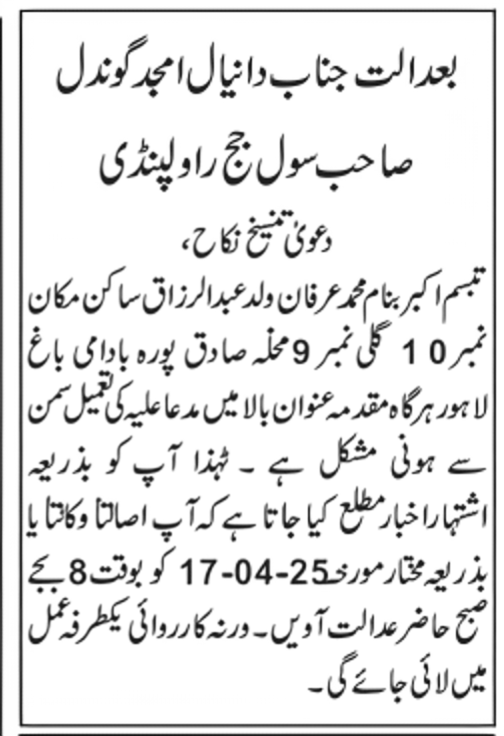 بعدالت جناب دانیال امجد گوندل
صاحب سول جج راولپنڈی
دعویٰ تنسیخ نکاح،
تبسم اکبر بنام محمد عرفان ولد عبدالرزاق ساکن مکان
نمبر 10 گلی نمبر 9 محلہ صادق پورہ بادامی باغ
لاہور ہر گاہ مقدمہ عنوان بالا میں مدعا علیہ کی تعمیل سمن
سے ہونی مشکل ہے ۔ لہٰذا آپ کو بذریعہ
اشتہار اخبار مطلع کیا جاتا ہے کہ آپ اصالتا وکالتا یا
بذریعہ مختار مورخہ 25-04-17 کو بوقت 8 بجے
صبح حاضر عدالت آویں۔ ورنہ کارروائی یکطرفہ عمل
میں لائی جائے گی۔